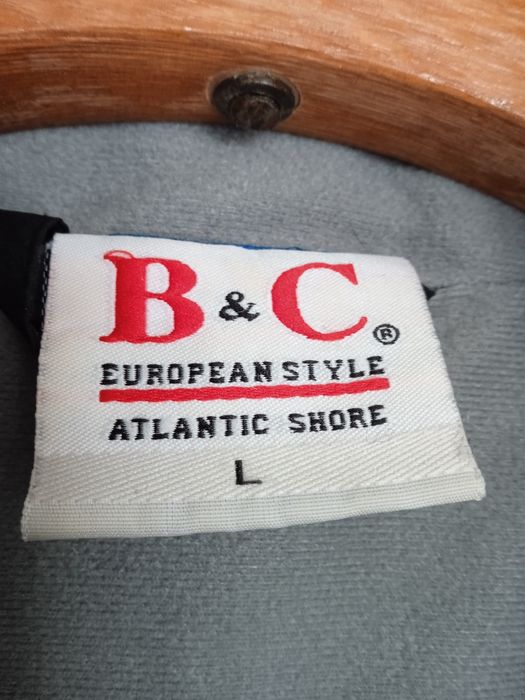 B & C ®
EUROPEAN STYLE
ATLANTIC SHORE
L